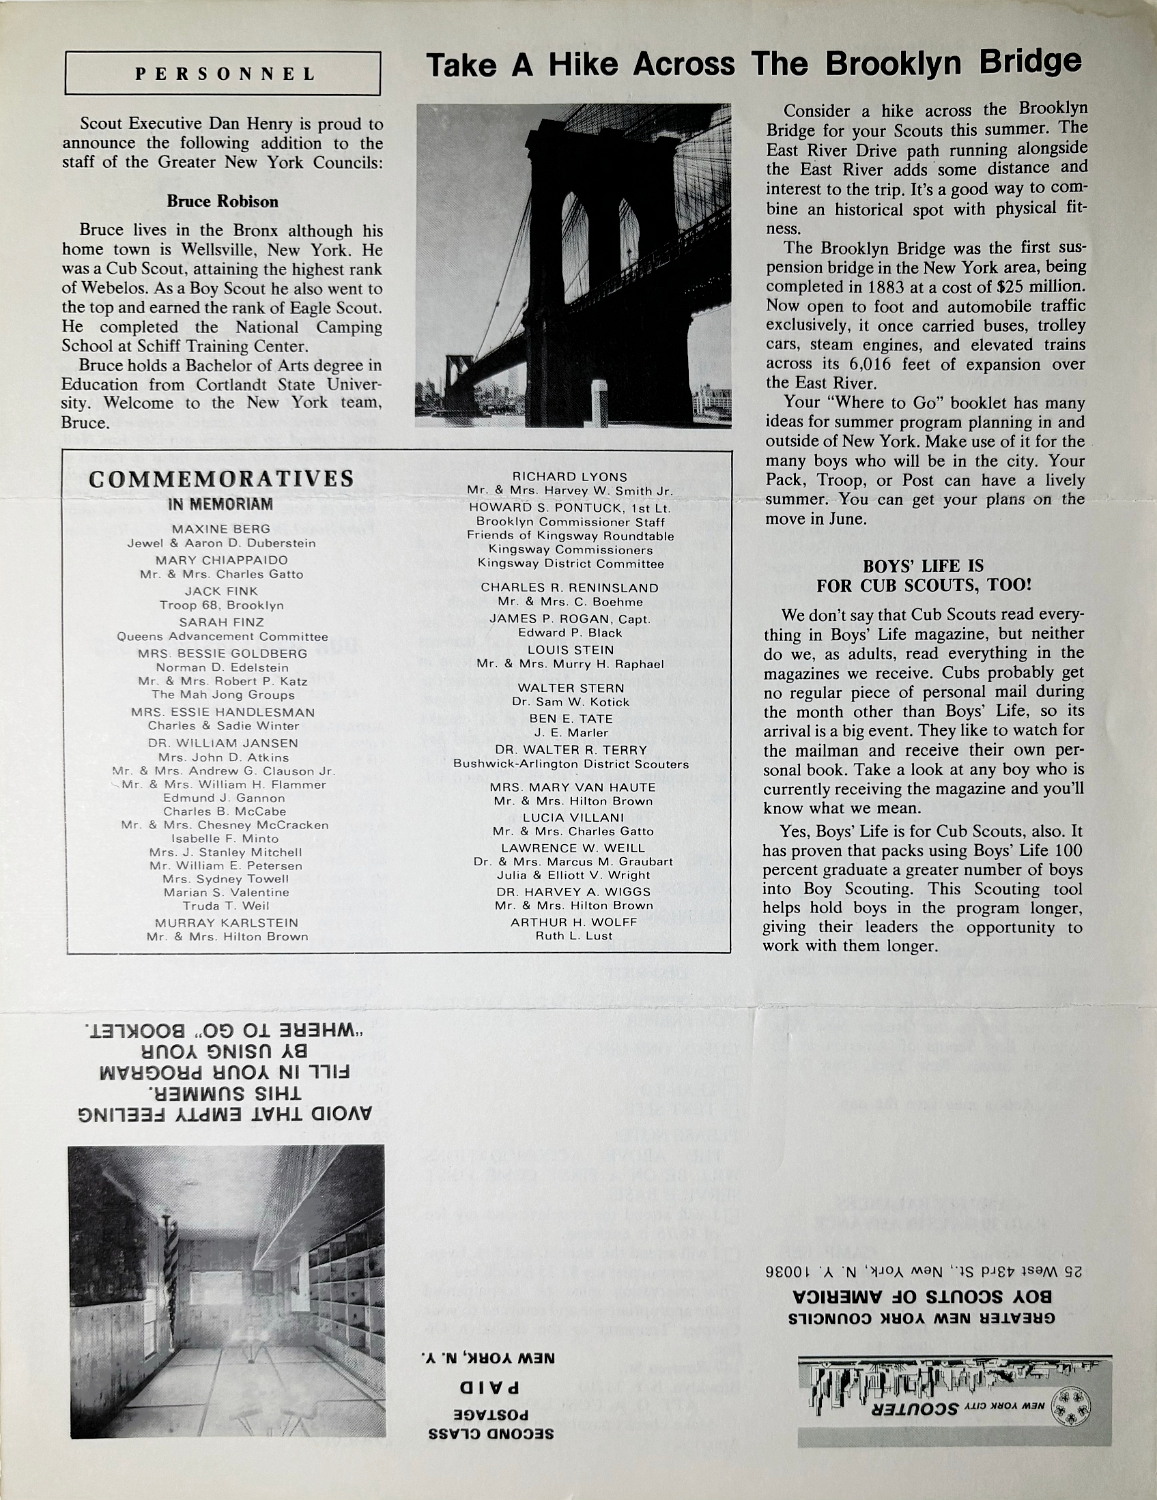 PERSONNEL
Scout Executive Dan Henry is proud to
announce the following addition to the
staff of the Greater New York Councils:
Bruce Robison
Bruce lives in the Bronx although his
home town is Wellsville, New York. He
was a Cub Scout, attaining the highest rank
of Webelos. As a Boy Scout he also went to
the top and earned the rank of Eagle Scout.
He completed the National Camping
School at Schiff Training Center.
Bruce holds a Bachelor of Arts degree in
Education from Cortlandt State Univer-
sity. Welcome to the New York team,
Bruce.
Take A Hike Across The Brooklyn Bridge
Consider a hike across the Brooklyn
Bridge for your Scouts this summer. The
East River Drive path running alongside
the East River adds some distance and
interest to the trip. It's a good way to com-
bine an historical spot with physical fit-
ness.
The Brooklyn Bridge was the first sus-
pension bridge in the New York area, being
completed in 1883 at a cost of $25 million.
Now open to foot and automobile traffic
exclusively, it once carried buses, trolley
cars, steam engines, and elevated trains
across its 6,016 feet of expansion over
the East River.
Your "Where to Go" booklet has many
ideas for summer program planning in and
outside of New York. Make use of it for the
many boys who will be in the city. Your
Pack, Troop, or Post can have a lively
summer. You can get your plans on the
move in June.
BOYS' LIFE IS
FOR CUB SCOUTS, TOO!
We don't say that Cub Scouts read every-
thing in Boys' Life magazine, but neither
do we, as adults, read everything in the
magazines we receive. Cubs probably get
no regular piece of personal mail during
the month other than Boys' Life, so its
arrival is a big event. They like to watch for
the mailman and receive their own per-
sonal book. Take a look at any boy who is
currently receiving the magazine and you'll
know what we mean.
Yes, Boys' Life is for Cub Scouts, also. It
has proven that packs using Boys' Life 100
percent graduate a greater number of boys
into Boy Scouting. This Scouting tool
helps hold boys in the program longer,
giving their leaders the opportunity to
work with them longer.
COMMEMORATIVES
IN MEMORIAM
MAXINE BERG
Jewel & Aaron D. Duberstein
MARY CHIAPPAIDO
Mr. & Mrs. Charles Gatto
JACK FINK
Troop 68, Brooklyn
SARAH FINZ
Queens Advancement Committee
MRS. BESSIE GOLDBERG
Norman D. Edelstein
Mr. & Mrs. Robert P. Katz
The Mah Jong Groups
MRS. ESSIE HANDLESMAN
Charles & Sadie Winter
DR. WILLIAM JANSEN
Mrs. John D. Atkins
Mr. & Mrs. Andrew G. Clauson Jr.
Mr. & Mrs. William H. Flammer
Edmund J. Gannon
Charles B. McCabe
Mr. & Mrs. Chesney McCracken
Isabelle F. Minto
Mrs. J. Stanley Mitchell
Mr. William E. Petersen
Mrs. Sydney Towell
Marian S. Valentine
Truda T. Weil
MURRAY KARLSTEIN
Mr. & Mrs. Hilton Brown
RICHARD LYONS
Mr. & Mrs. Harvey W. Smith Jr.
HOWARD S. PONTUCK, 1st Lt.
Brooklyn Commissioner Staff
Friends of Kingsway Roundtable
Kingsway Commissioners
Kingsway District Committee
CHARLES R. RENINSLAND
Mr. & Mrs. C. Boehme
JAMES P. ROGAN, Capt.
Edward P. Black
LOUIS STEIN
Mr. & Mrs. Murry H. Raphael
WALTER STERN
Dr. Sam W. Kotick
BEN E. TATE
J. E. Marler
DR. WALTER R. TERRY
Bushwick-Arlington District Scouters
MRS. MARY VAN HAUTE
Mr. & Mrs. Hilton Brown
LUCIA VILLANI
Mr. & Mrs. Charles Gatto
LAWRENCE W. WEILL
Dr. & Mrs. Marcus M. Graubart
Julia & Elliott V. Wright
DR. HARVEY A. WIGGS
Mr. & Mrs. Hilton Brown
ARTHUR H. WOLFF
Ruth L. Lust
NEW YORK CITY SCOUTER
GREATER NEW YORK COUNCILS
BOY SCOUTS OF AMERICA
25 West 43rd St., New York, N. Y. 10036
SECOND CLASS
POSTAGE
PAID
NEW YORK, N. Y.
AVOID THAT EMPTY FEELING
THIS SUMMER.
FILL IN YOUR PROGRAM
BY USING YOUR
"WHERE TO GO" BOOKLET.